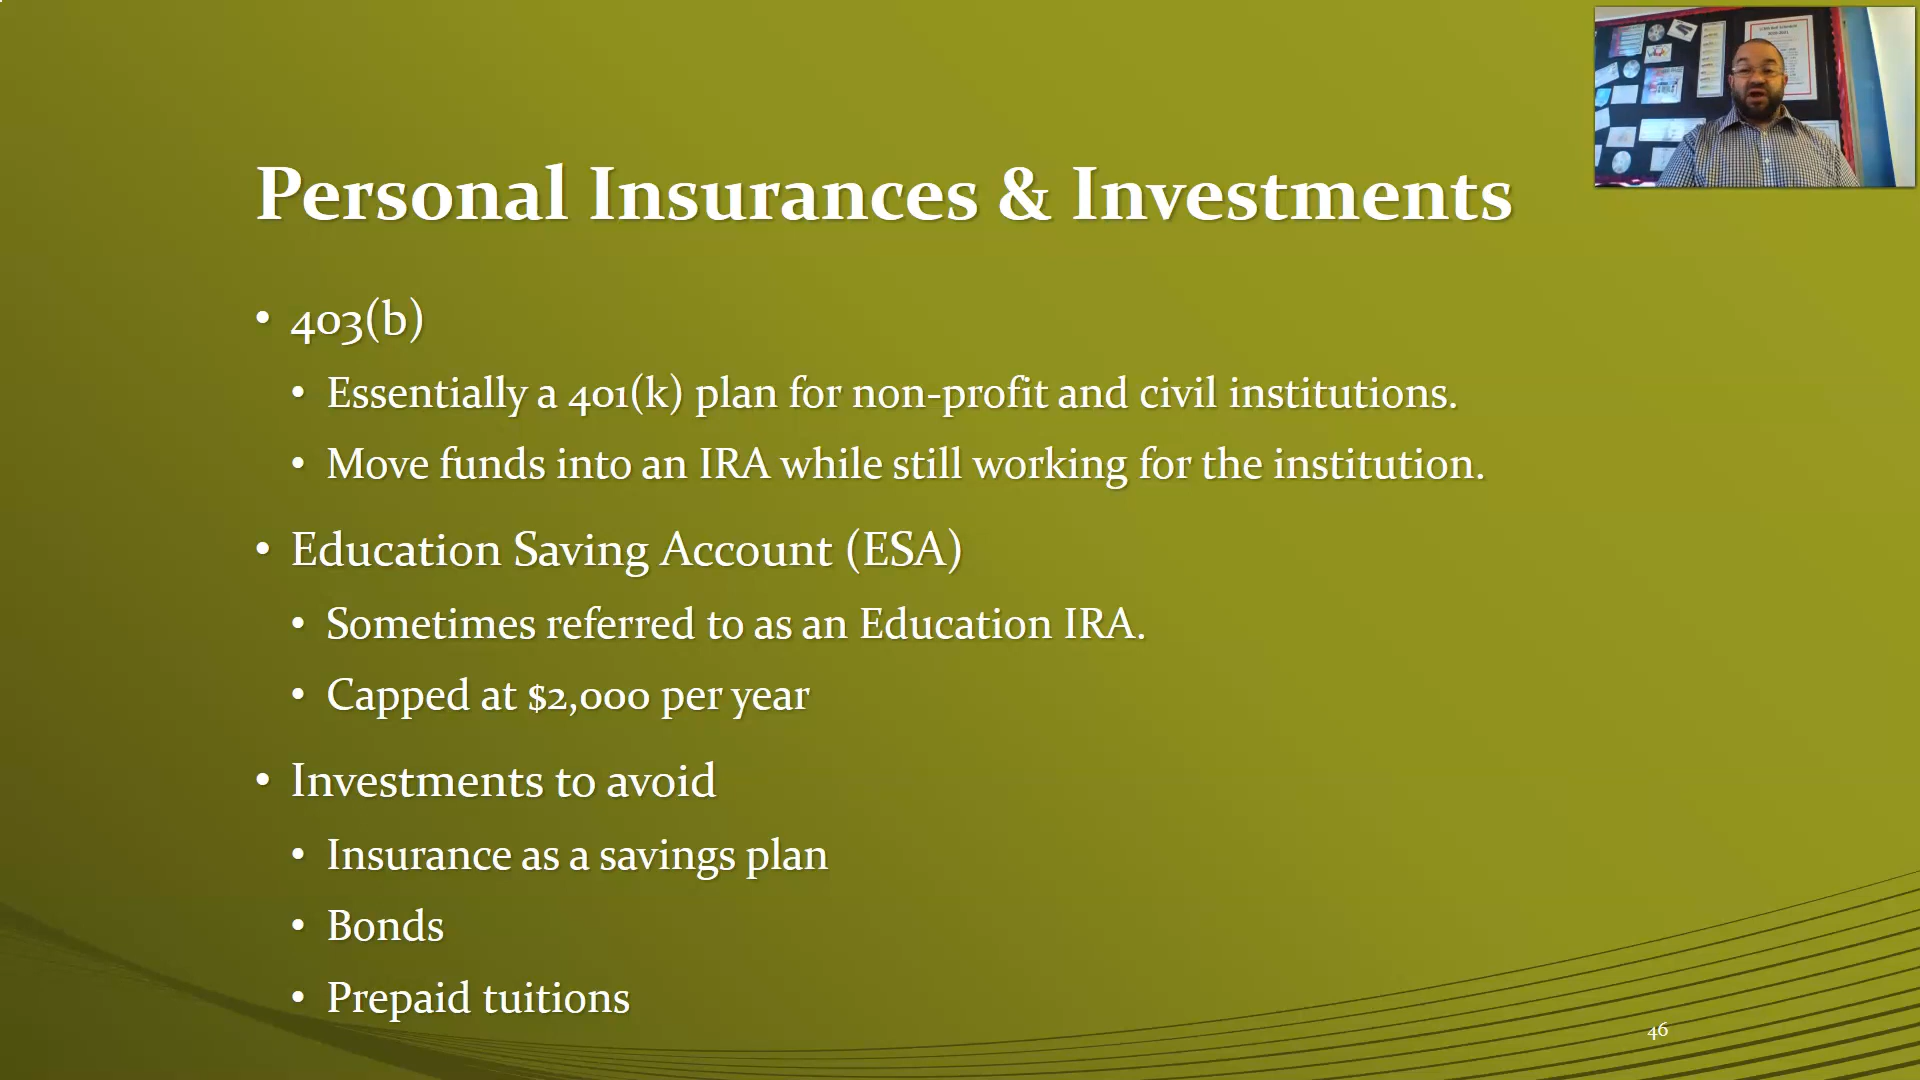 Personal Insurances & Investments
• 403(b)
• Essentially a 401(k) plan for non-profit and civil institutions.
• Move funds into an IRA while still working for the institution.
• Education Saving Account (ESA)
• Sometimes referred to as an Education IRA.
• Capped at $2,000 per year
• Investments to avoid
• Insurance as a savings plan
• Bonds
• Prepaid tuitions
46